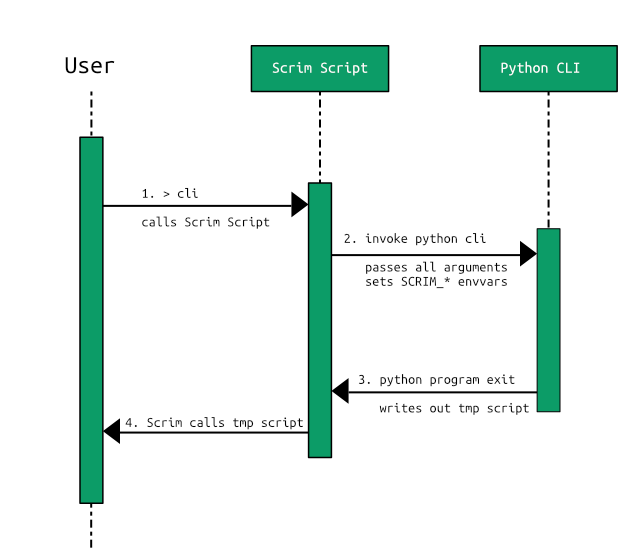 User
Scrim Script
Python CLI
1. > cli
calls Scrim Script
2. invoke python cli
passes all arguments
sets SCRIM_* envvars
3. python program exit
writes out tmp script
4. Scrim calls tmp script